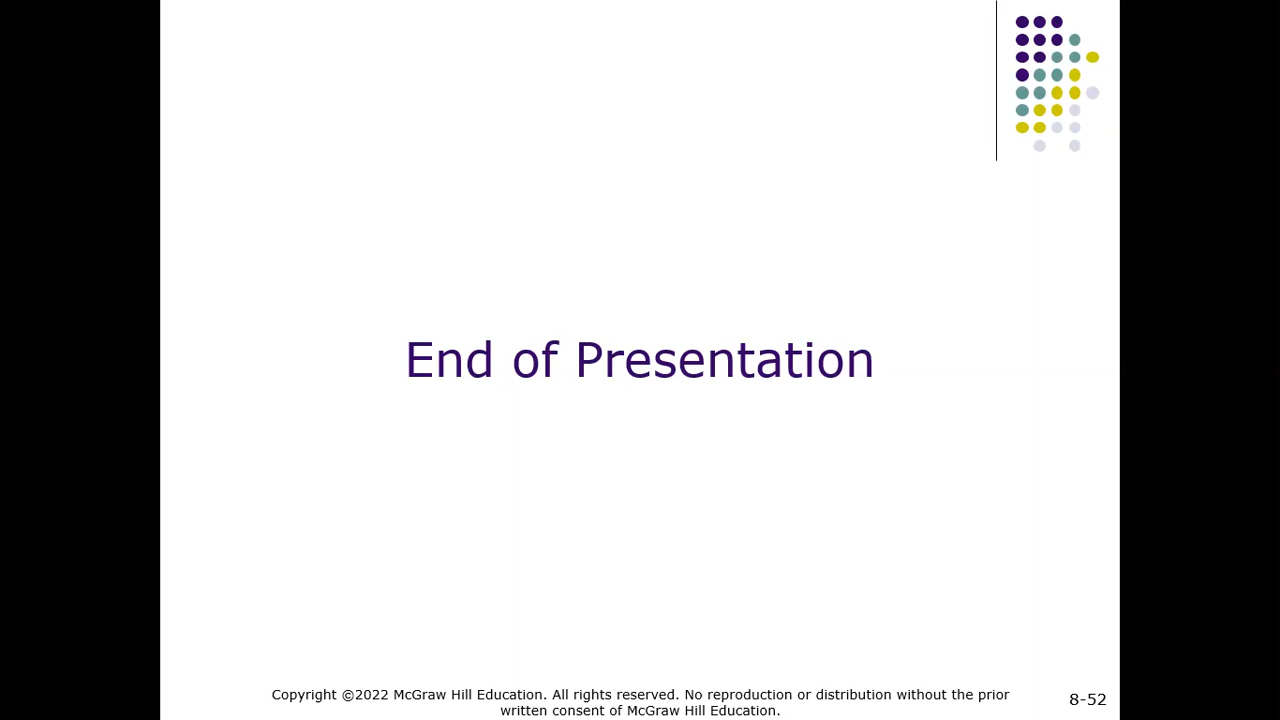 End of Presentation
Copyright ©2022 McGraw Hill Education. All rights reserved. No reproduction or distribution without the prior
written consent of McGraw Hill Education.
8-52